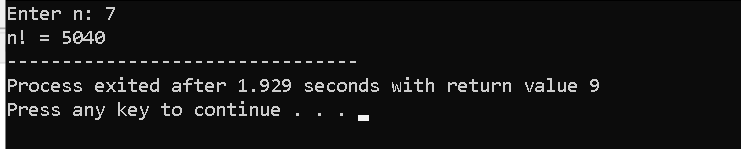 Enter n: 7
n! = 5040
--------------------------------
Process exited after 1.929 seconds with return value 9
Press any key to continue . . .